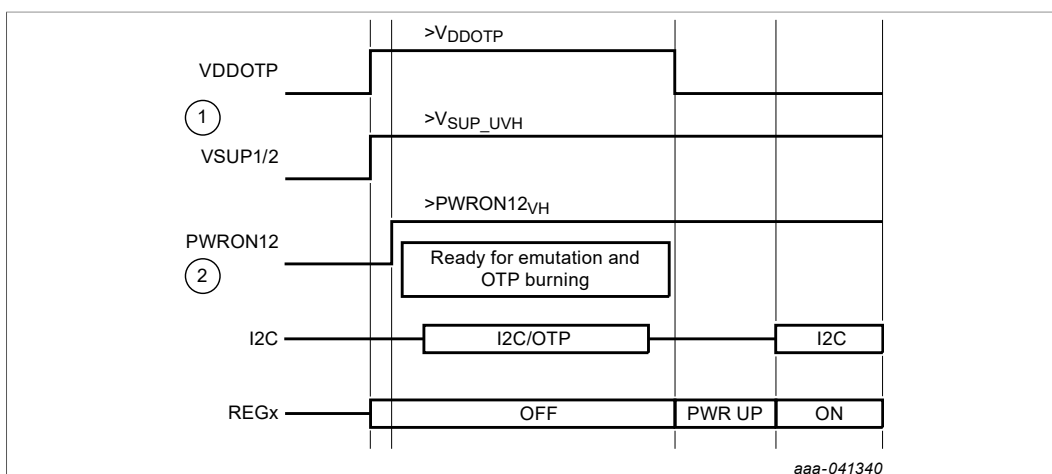 >VDDOTP
VDDOTP
1
>VSUP_UVH
VSUP1/2
>PWRON12VH
PWRON12
2
Ready for emutation and
OTP burning
I2C
I2C/OTP
I2C
REGx
OFF
PWR UP
ON
aaa-041340